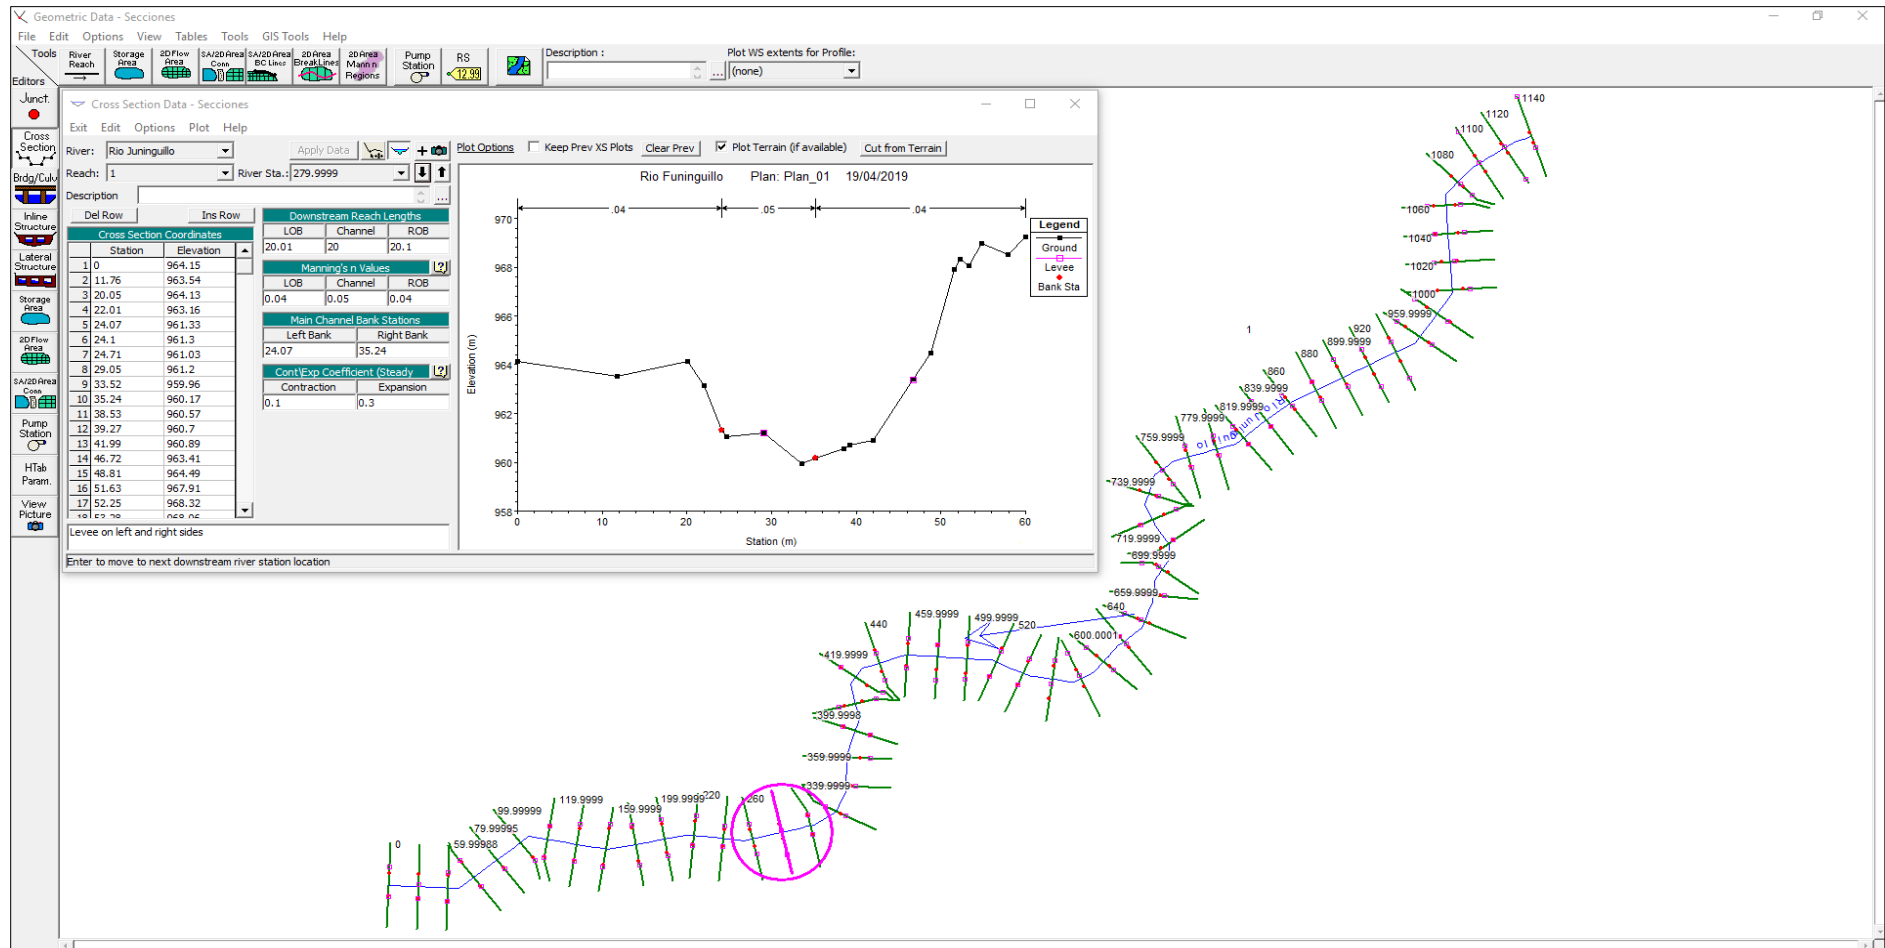 Geometric Data - Secciones
File Edit Options View Tables Tools GIS Tools Help
Tools
Editors
River Reach
Storage Area
2D Flow Area
SA/2D Area Conn
SA/2D Area BC Lines
2D Area BreakLines
2D Area Mann n Regions
Pump Station
RS
12.99
Description :
...
Plot WS extents for Profile:
(none)
Junct.
Cross Section
Brdg/Culv
Inline Structure
Lateral Structure
Storage Area
2D Flow Area
SA/2D Area Conn
Pump Station
HTab Param.
View Picture
Cross Section Data - Secciones
Exit Edit Options Plot Help
River: Rio Juninguillo
Apply Data
Reach: 1
River Sta.: 279.9999
Description
...
Del Row Ins Row
Cross Section Coordinates
Station Elevation
1 0 964.15
2 11.76 963.54
3 20.05 964.13
4 22.01 963.16
5 24.07 961.33
6 24.1 961.3
7 24.71 961.03
8 29.05 961.2
9 33.52 959.96
10 35.24 960.17
11 38.53 960.57
12 39.27 960.7
13 41.99 960.89
14 46.72 963.41
15 48.81 964.49
16 51.63 967.91
17 52.25 968.32
Downstream Reach Lengths
LOB Channel ROB
20.01 20 20.1
Manning's n Values
LOB Channel ROB
0.04 0.05 0.04
Main Channel Bank Stations
Left Bank Right Bank
24.07 35.24
Cont\Exp Coefficient (Steady
Contraction Expansion
0.1 0.3
Levee on left and right sides
Enter to move to next downstream river station location
Plot Options
Keep Prev XS Plots
Clear Prev
Plot Terrain (if available)
Cut from Terrain
Rio Funinguillo Plan: Plan_01 19/04/2019
.04 .05 .04
970
968
966
964
962
960
958
Elevation (m)
0 10 20 30 40 50 60
Station (m)
Legend
Ground
Levee
Bank Sta
1140
1120
1100
1080
1060
1040
1020
1000
959.9999
920
899.9999
880
860
839.9999
819.9999
779.9999
759.9999
739.9999
719.9999
699.9999
659.9999
640
600.0001
520
499.9999
459.9999
440
419.9999
399.9998
359.9999
339.9999
260
220
199.9999
159.9999
119.9999
99.99999
79.99995
59.99988
0
1